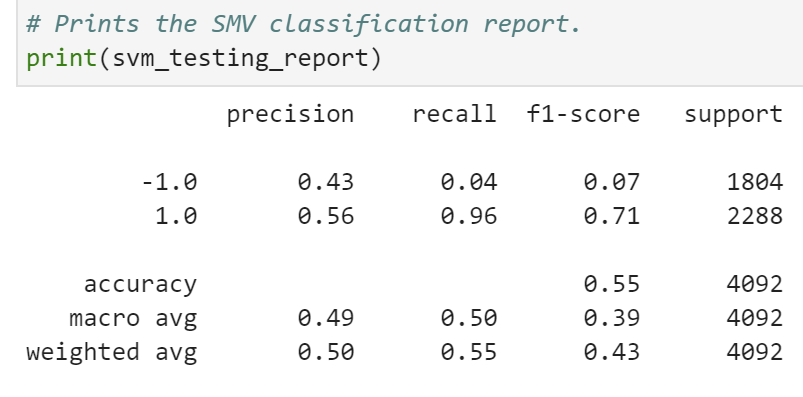 # Prints the SMV classification report.
print(svm_testing_report)
precision recall f1-score support
-1.0 0.43 0.04 0.07 1804
1.0 0.56 0.96 0.71 2288
accuracy 0.55 4092
macro avg 0.49 0.50 0.39 4092
weighted avg 0.50 0.55 0.43 4092